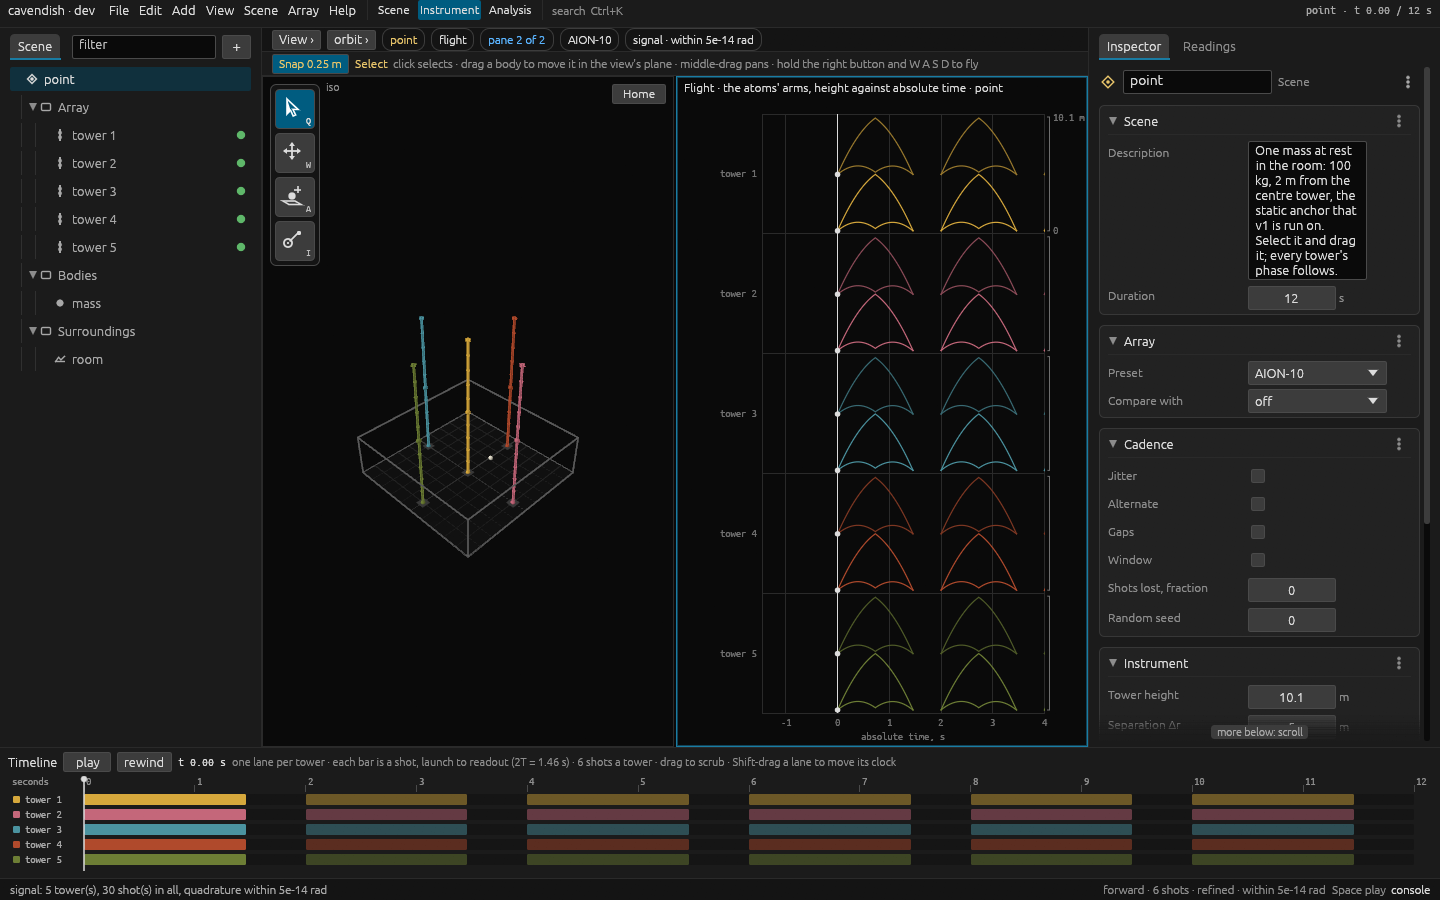 cavendish · dev File Edit Add View Scene Array Help Scene Instrument Analysis search Ctrl+K point · t 0.00 / 12 s
Scene filter +
point
Array
tower 1
tower 2
tower 3
tower 4
tower 5
Bodies
mass
Surroundings
room
View › orbit › point flight pane 2 of 2 AION-10 signal · within 5e-14 rad
Snap 0.25 m Select click selects · drag a body to move it in the view's plane · middle-drag pans · hold the right button and W A S D to fly
iso
Home
Q
W
A
I
Flight · the atoms' arms, height against absolute time · point
10.1 m
tower 1
0
tower 2
tower 3
tower 4
tower 5
-1 0 1 2 3 4
absolute time, s
Inspector Readings
point Scene
Scene
Description
One mass at rest
in the room: 100
kg, 2 m from the
centre tower, the
static anchor that
v1 is run on.
Select it and drag
it; every tower's
phase follows.
Duration 12 s
Array
Preset AION-10
Compare with off
Cadence
Jitter
Alternate
Gaps
Window
Shots lost, fraction 0
Random seed 0
Instrument
Tower height 10.1 m
Separation Δr 5 m
more below: scroll
Timeline play rewind t 0.00 s one lane per tower · each bar is a shot, launch to readout (2T = 1.46 s) · 6 shots a tower · drag to scrub · Shift-drag a lane to move its clock
seconds 0 1 2 3 4 5 6 7 8 9 10 11 12
tower 1
tower 2
tower 3
tower 4
tower 5
signal: 5 tower(s), 30 shot(s) in all, quadrature within 5e-14 rad
forward · 6 shots · refined · within 5e-14 rad Space play console